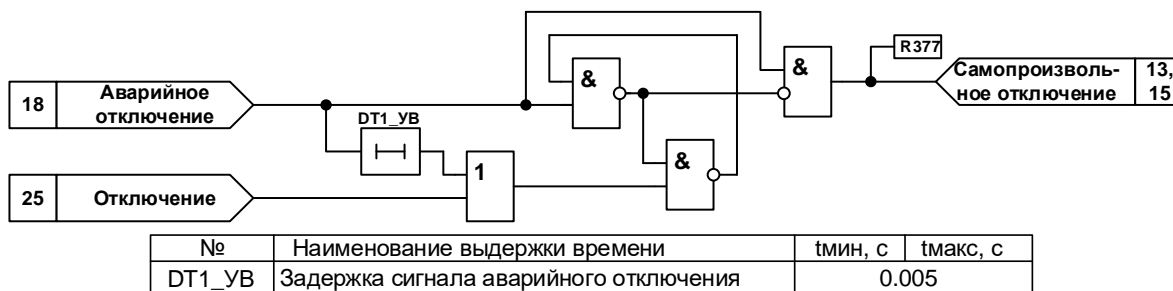 18
Аварийное
отключение
DT1_УВ
1
25
Отключение
&
&
&
R377
Самопроизволь-
ное отключение
13,
15
№ Наименование выдержки времени tмин, с tмакс, с
DT1_УВ Задержка сигнала аварийного отключения 0.005